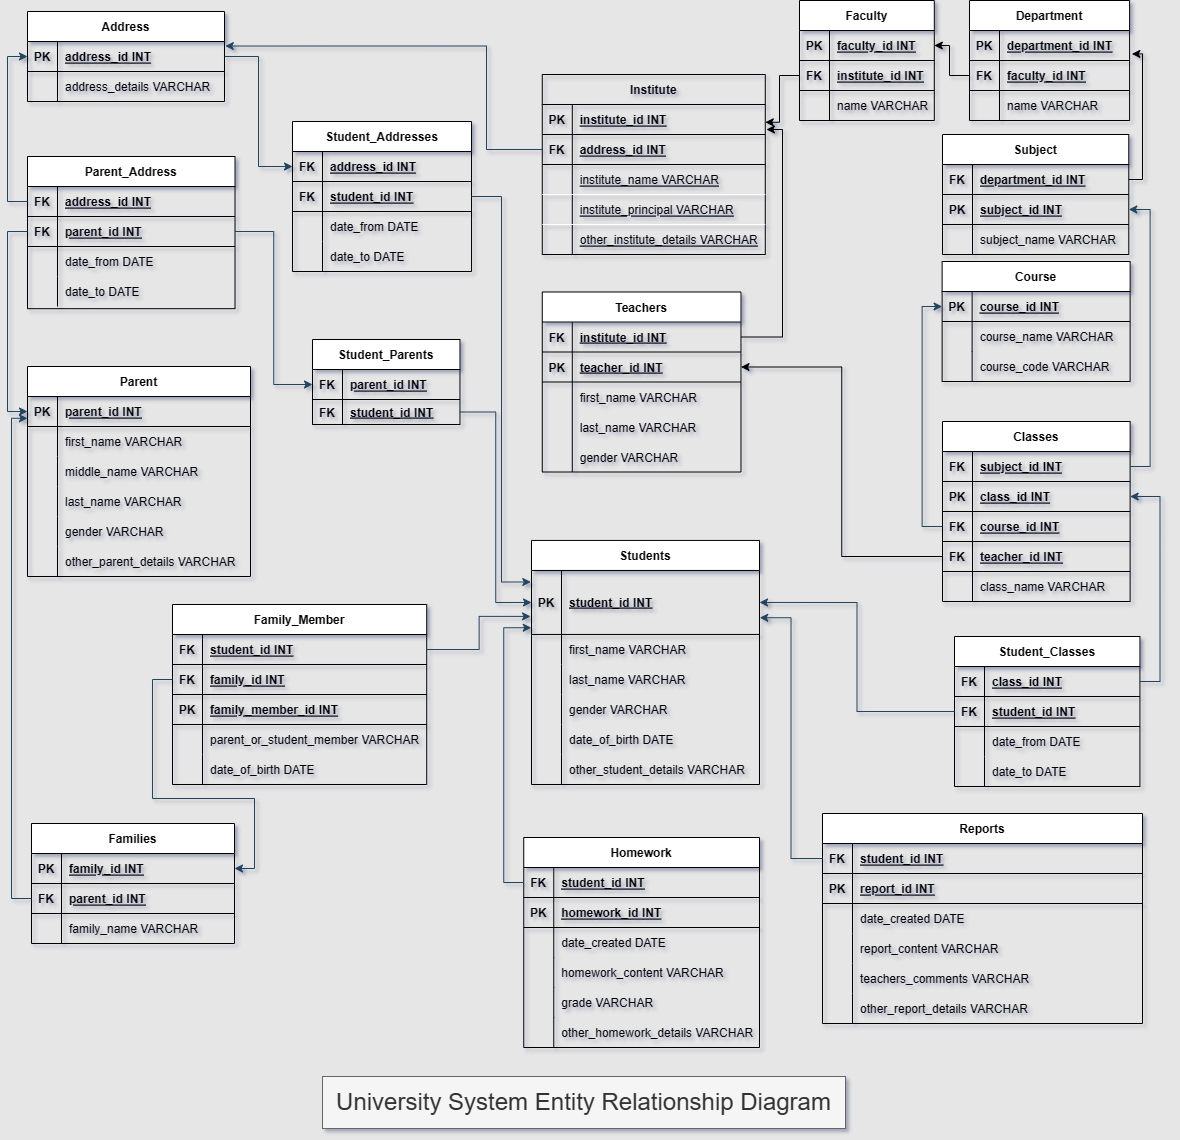 Address
PK address_id INT
address_details VARCHAR
Parent_Address
FK address_id INT
FK parent_id INT
date_from DATE
date_to DATE
Student_Addresses
FK address_id INT
FK student_id INT
date_from DATE
date_to DATE
Institute
PK institute_id INT
FK address_id INT
institute_name VARCHAR
institute_principal VARCHAR
other_institute_details VARCHAR
Faculty
PK faculty_id INT
FK institute_id INT
name VARCHAR
Department
PK department_id INT
FK faculty_id INT
name VARCHAR
Subject
FK department_id INT
PK subject_id INT
subject_name VARCHAR
Course
PK course_id INT
course_name VARCHAR
course_code VARCHAR
Teachers
FK institute_id INT
PK teacher_id INT
first_name VARCHAR
last_name VARCHAR
gender VARCHAR
Student_Parents
FK parent_id INT
FK student_id INT
Parent
PK parent_id INT
first_name VARCHAR
middle_name VARCHAR
last_name VARCHAR
gender VARCHAR
other_parent_details VARCHAR
Classes
FK subject_id INT
PK class_id INT
FK course_id INT
FK teacher_id INT
class_name VARCHAR
Students
PK student_id INT
first_name VARCHAR
last_name VARCHAR
gender VARCHAR
date_of_birth DATE
other_student_details VARCHAR
Family_Member
FK student_id INT
FK family_id INT
PK family_member_id INT
parent_or_student_member VARCHAR
date_of_birth DATE
Student_Classes
FK class_id INT
FK student_id INT
date_from DATE
date_to DATE
Families
PK family_id INT
FK parent_id INT
family_name VARCHAR
Homework
FK student_id INT
PK homework_id INT
date_created DATE
homework_content VARCHAR
grade VARCHAR
other_homework_details VARCHAR
Reports
FK student_id INT
PK report_id INT
date_created DATE
report_content VARCHAR
teachers_comments VARCHAR
other_report_details VARCHAR
University System Entity Relationship Diagram